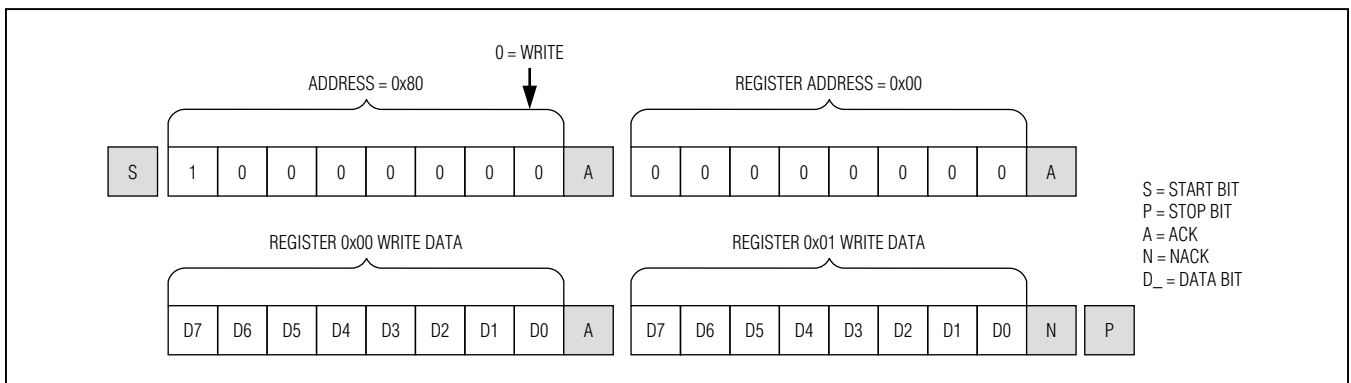 0 = WRITE
ADDRESS = 0x80 REGISTER ADDRESS = 0x00
S 1 0 0 0 0 0 0 0 A 0 0 0 0 0 0 0 0 A
REGISTER 0x00 WRITE DATA REGISTER 0x01 WRITE DATA
D7 D6 D5 D4 D3 D2 D1 D0 A D7 D6 D5 D4 D3 D2 D1 D0 N P
S = START BIT
P = STOP BIT
A = ACK
N = NACK
D_ = DATA BIT